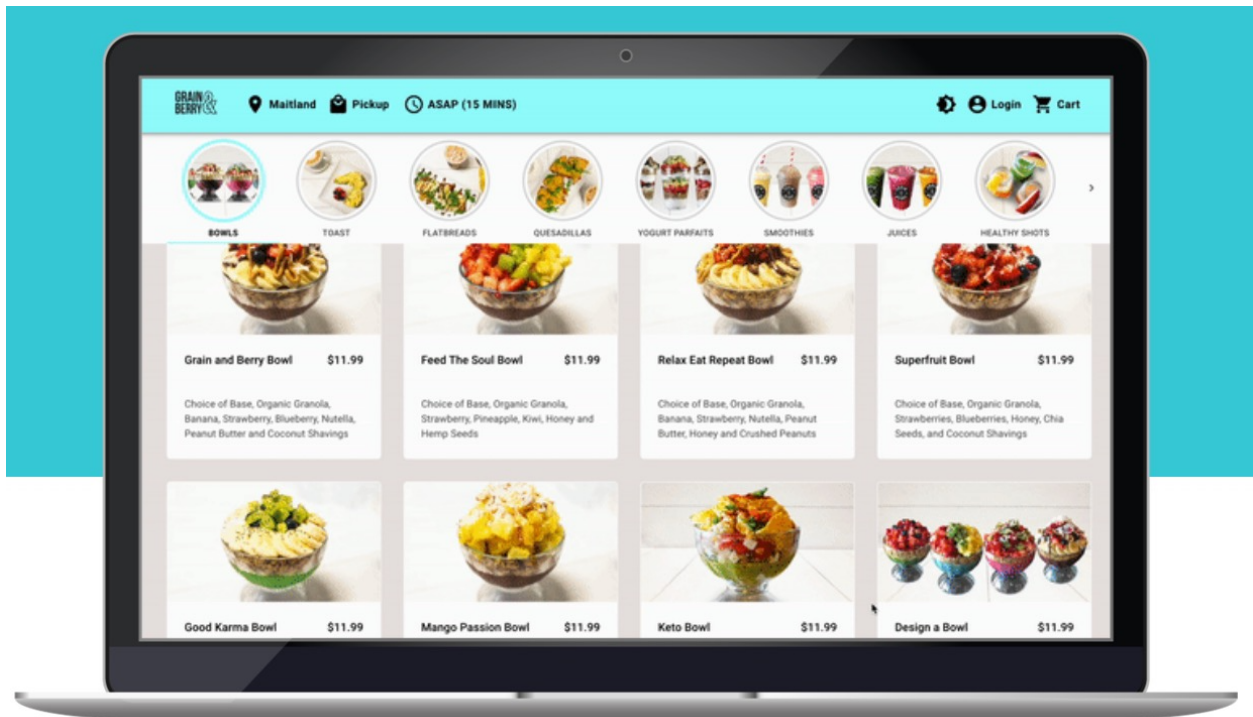 GRAIN &
BERRY
Maitland
Pickup
ASAP (15 MINS)
Login
Cart
BOWLS
TOAST
FLATBREADS
QUESADILLAS
YOGURT PARFAITS
SMOOTHIES
JUICES
HEALTHY SHOTS
Grain and Berry Bowl $11.99
Choice of Base, Organic Granola,
Banana, Strawberry, Blueberry, Nutella,
Peanut Butter and Coconut Shavings
Feed The Soul Bowl $11.99
Choice of Base, Organic Granola,
Strawberry, Pineapple, Kiwi, Honey and
Hemp Seeds
Relax Eat Repeat Bowl $11.99
Choice of Base, Organic Granola,
Banana, Strawberry, Nutella, Peanut
Butter, Honey and Crushed Peanuts
Superfruit Bowl $11.99
Choice of Base, Organic Granola,
Strawberries, Blueberries, Honey, Chia
Seeds, and Coconut Shavings
Good Karma Bowl $11.99
Mango Passion Bowl $11.99
Keto Bowl $11.99
Design a Bowl $11.99